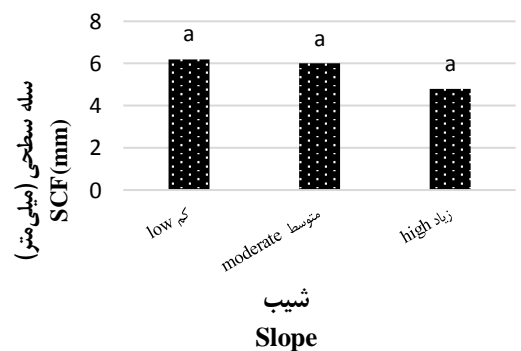 سله سطحی (میلی‌متر)
SCF(mm)
8
6
4
2
0
a
a
a
کم low
متوسط moderate
زیاد high
شیب
Slope